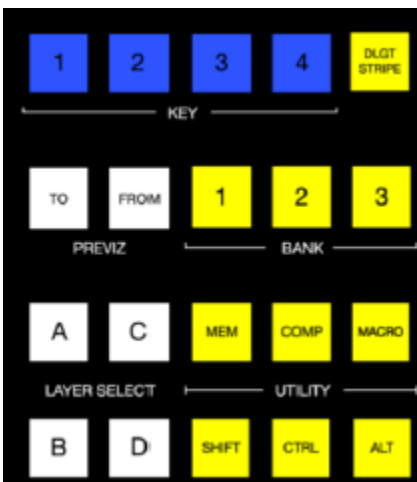 1 2 3 4 DLGT STRIPE
KEY
TO FROM 1 2 3
PREVIZ BANK
A C MEM COMP MACRO
LAYER SELECT UTILITY
B D SHIFT CTRL ALT